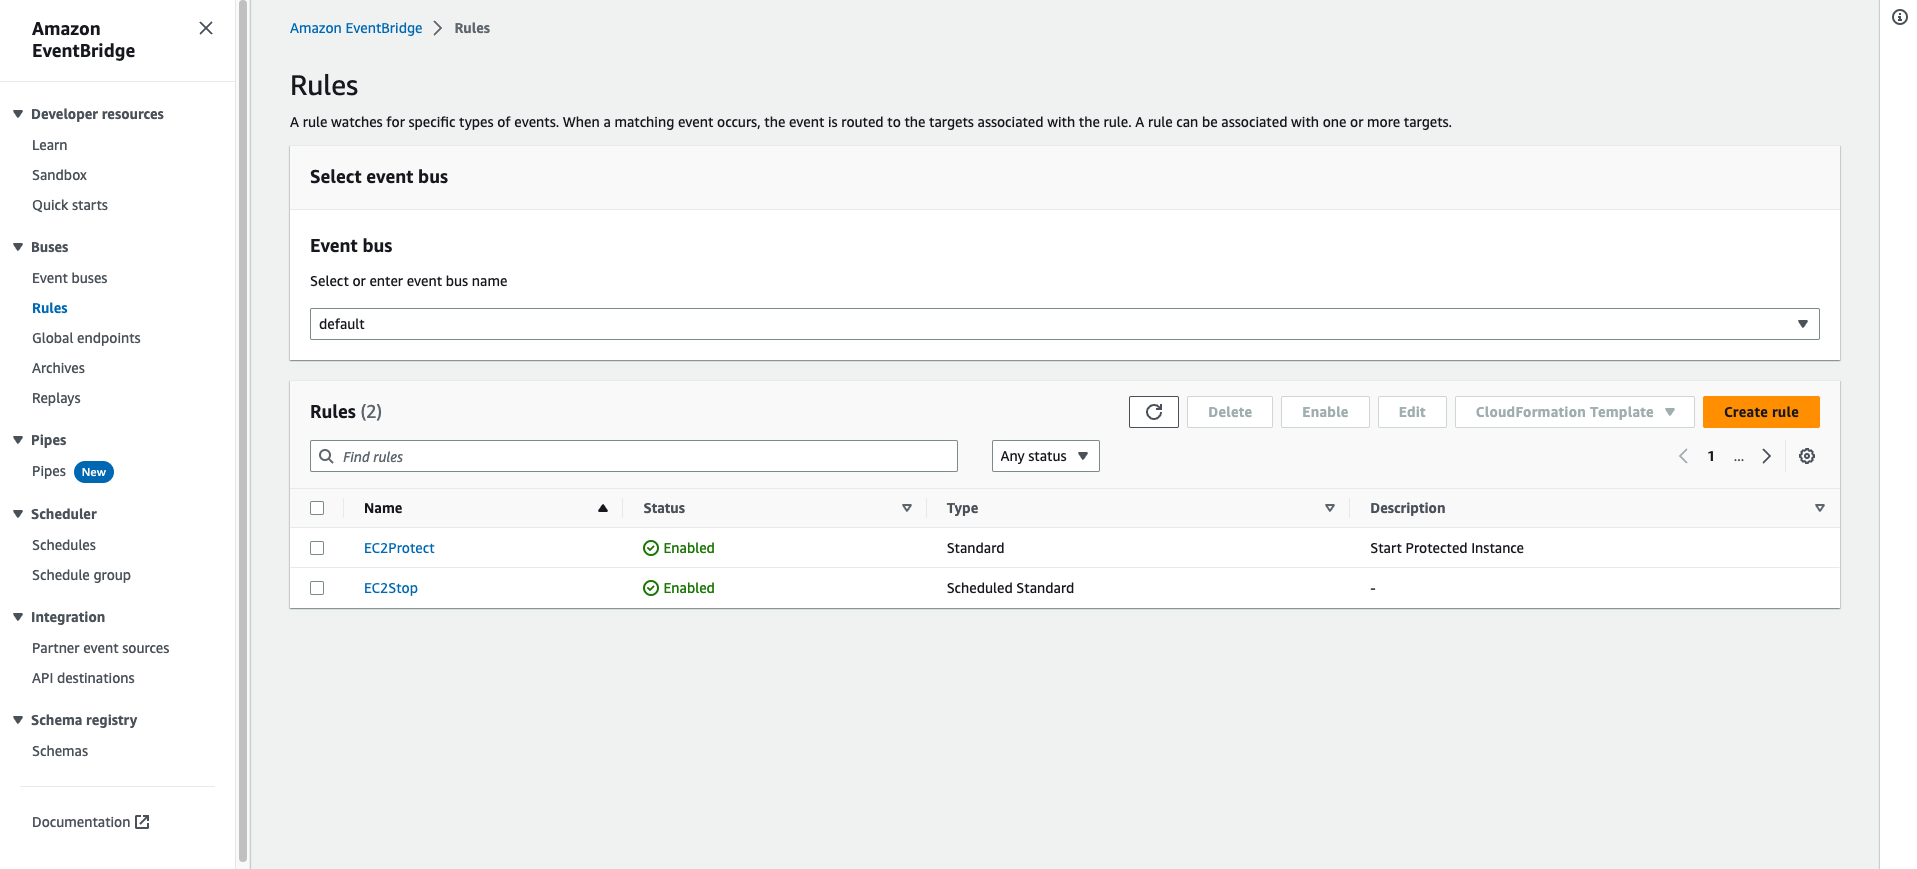 Amazon
EventBridge
Developer resources
Learn
Sandbox
Quick starts
Buses
Event buses
Rules
Global endpoints
Archives
Replays
Pipes
Pipes New
Scheduler
Schedules
Schedule group
Integration
Partner event sources
API destinations
Schema registry
Schemas
Documentation
Amazon EventBridge Rules
Rules
A rule watches for specific types of events. When a matching event occurs, the event is routed to the targets associated with the rule. A rule can be associated with one or more targets.
Select event bus
Event bus
Select or enter event bus name
default
Rules (2) Delete Enable Edit CloudFormation Template Create rule
Find rules Any status 1 ...
Name Status Type Description
EC2Protect Enabled Standard Start Protected Instance
EC2Stop Enabled Scheduled Standard -